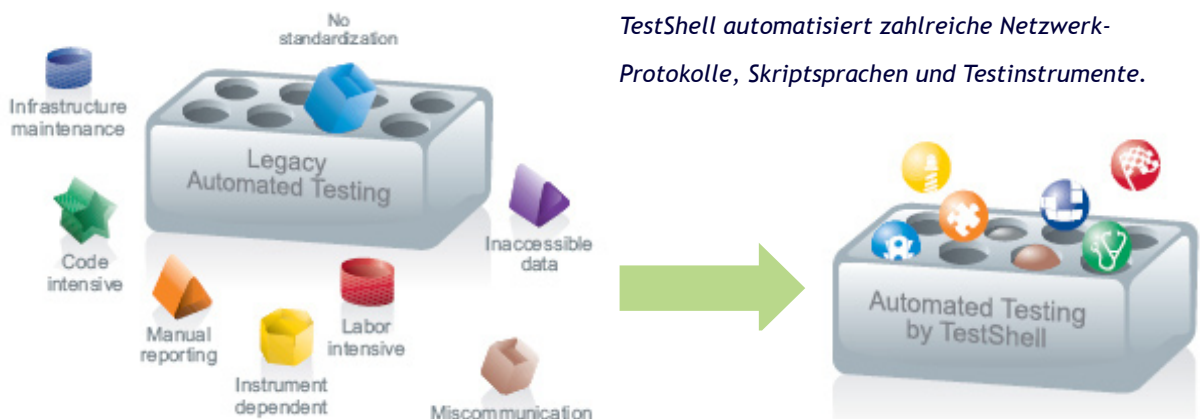 No
standardization
TestShell automatisiert zahlreiche Netzwerk-
Protokolle, Skriptsprachen und Testinstrumente.
Infrastructure
maintenance
Legacy
Automated Testing
Code
intensive
Inaccessible
data
Manual
reporting
Labor
intensive
Instrument
dependent
Miscommunication
Automated Testing
by TestShell